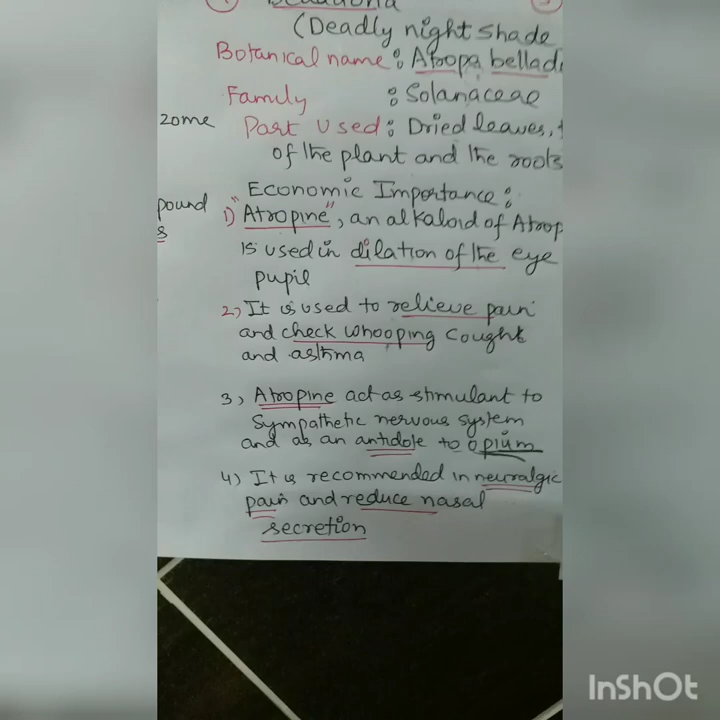 (Deadly night shade
Botanical name : Atropa bellad
Family : Solanaceae
zome
Part Used : Dried leaves,
of the plant and the roots
Economic Importance :
pound
s
1) "Atropine", an alkaloid of Atrop
is used in dilation of the eye
pupil
2) It is used to relieve pain
and check whooping cought
and asthma
3) Atropine act as stimulant to
Sympathetic nervous system
and as an antidote to opium
4) It is recommended in neuralgic
pain and reduce nasal
secretion
InShOt